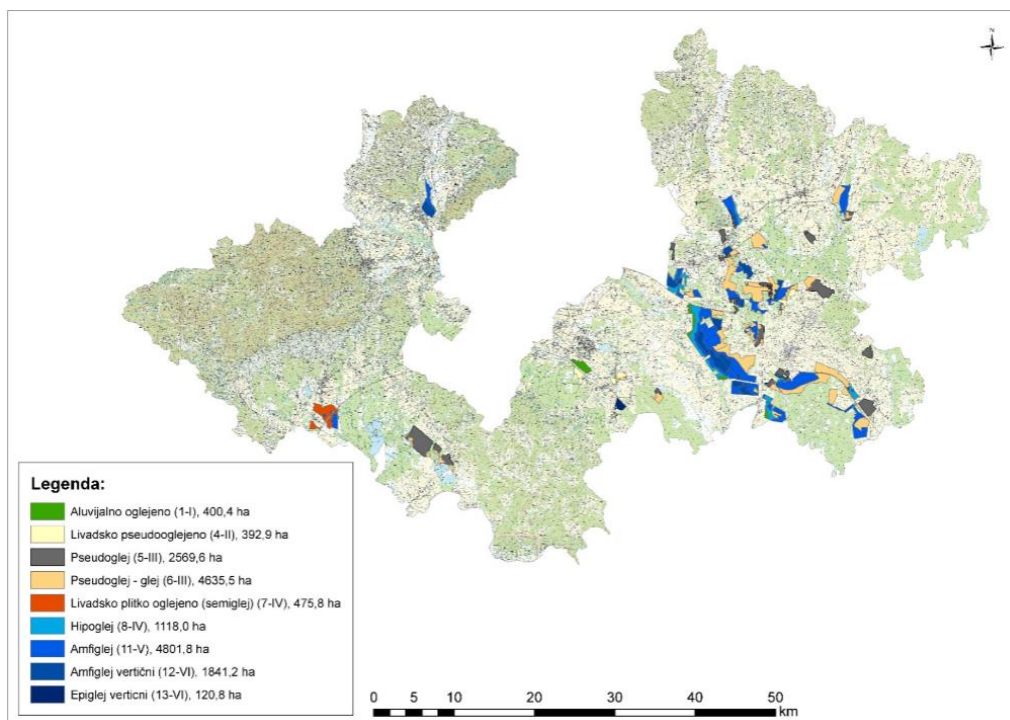 N
Legenda:
Aluvijalno oglejeno (1-I), 400,4 ha
Livadsko pseudooglejeno (4-II), 392,9 ha
Pseudoglej (5-III), 2569,6 ha
Pseudoglej - glej (6-III), 4635,5 ha
Livadsko plitko oglejeno (semiglej) (7-IV), 475,8 ha
Hipoglej (8-IV), 1118,0 ha
Amfiglej (11-V), 4801,8 ha
Amfiglej vertični (12-VI), 1841,2 ha
Epiglej verticni (13-VI), 120,8 ha
0 5 10 20 30 40 50
km